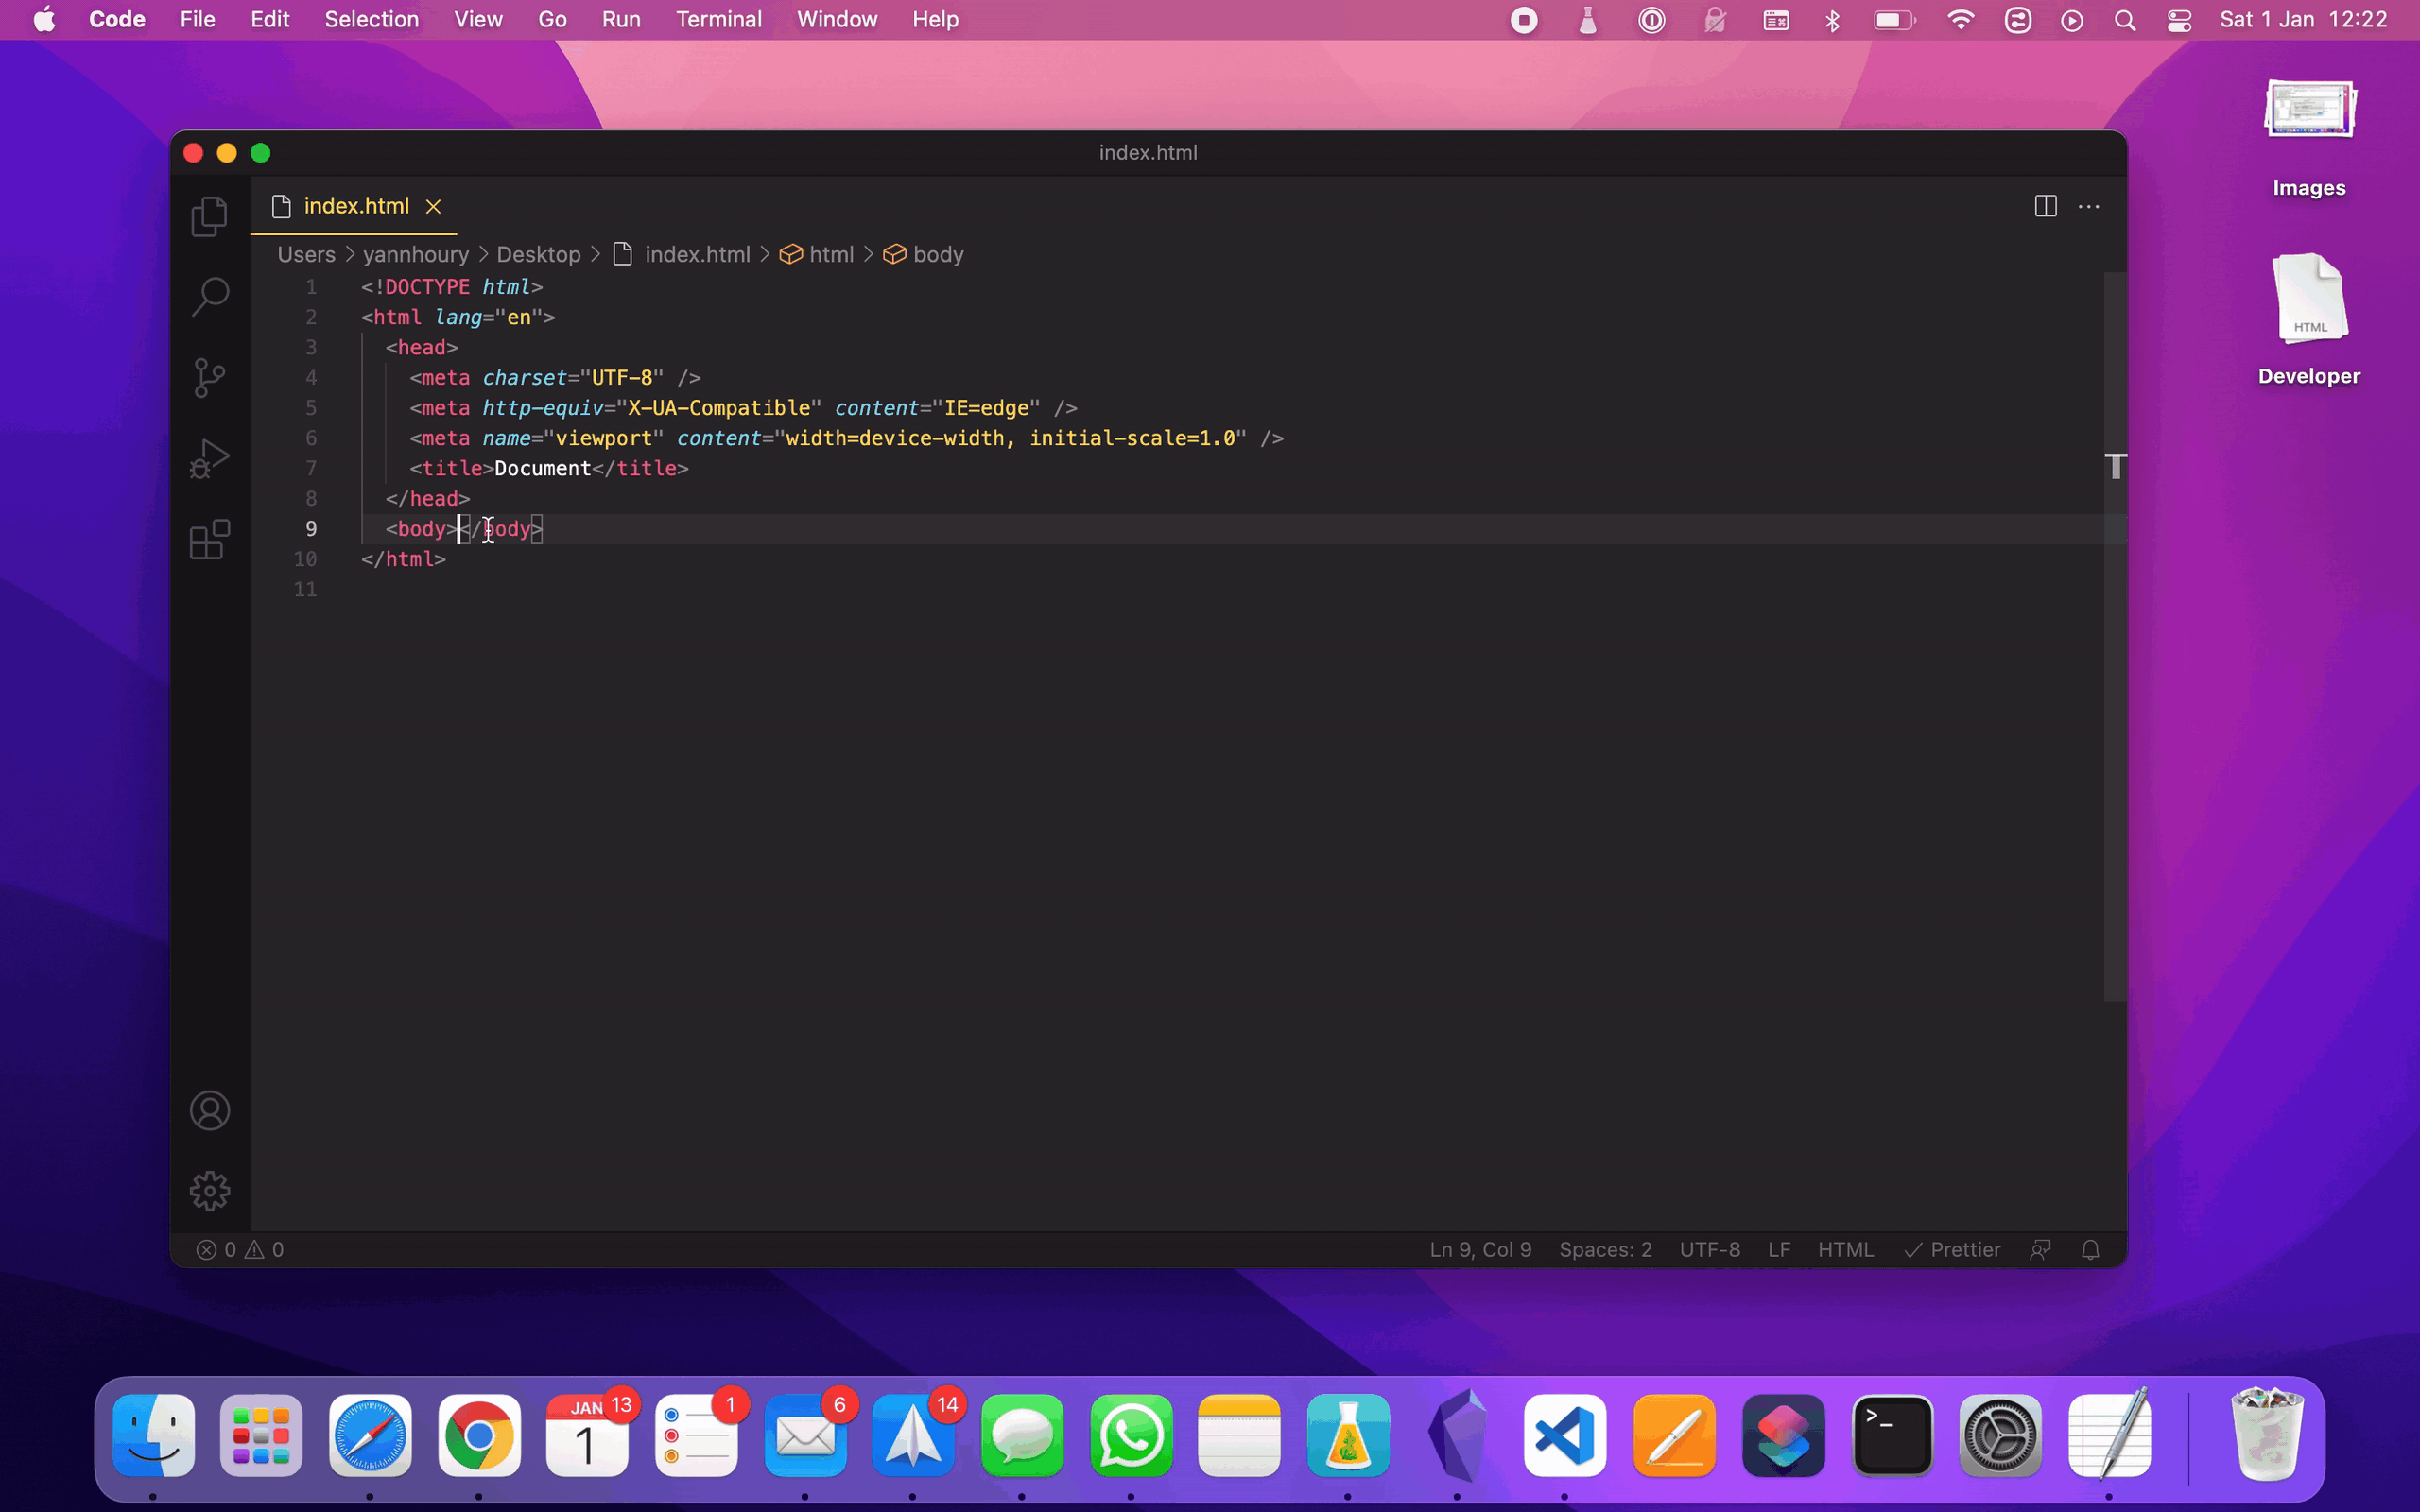 Code File Edit Selection View Go Run Terminal Window Help Sat 1 Jan 12:22
Images
HTML
Developer
index.html
index.html
Users > yannhoury > Desktop > index.html > html > body
1 <!DOCTYPE html>
2 <html lang="en">
3 <head>
4 <meta charset="UTF-8" />
5 <meta http-equiv="X-UA-Compatible" content="IE=edge" />
6 <meta name="viewport" content="width=device-width, initial-scale=1.0" />
7 <title>Document</title>
8 </head>
9 <body></body>
10 </html>
11
0 0 Ln 9, Col 9 Spaces: 2 UTF-8 LF HTML ✓ Prettier
JAN 13 1 6 14
1 >_